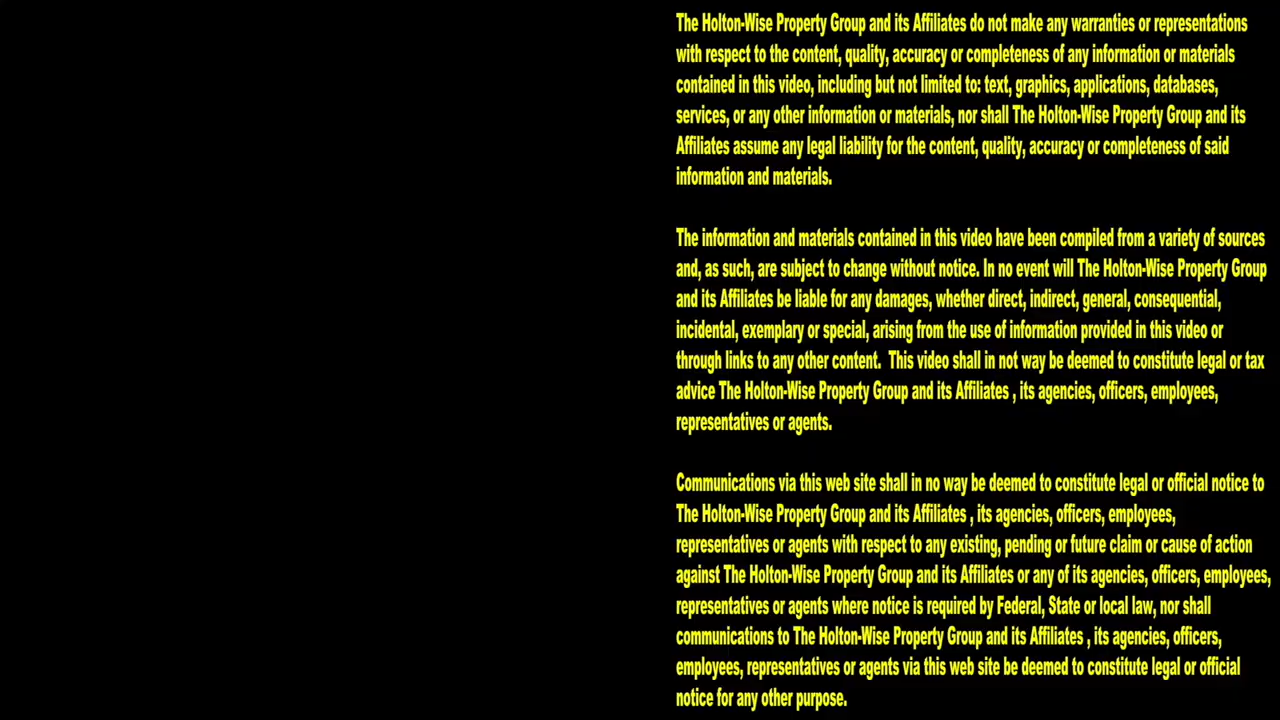 The Holton-Wise Property Group and its Affiliates do not make any warranties or representations
with respect to the content, quality, accuracy or completeness of any information or materials
contained in this video, including but not limited to: text, graphics, applications, databases,
services, or any other information or materials, nor shall The Holton-Wise Property Group and its
Affiliates assume any legal liability for the content, quality, accuracy or completeness of said
information and materials.
The information and materials contained in this video have been compiled from a variety of sources
and, as such, are subject to change without notice. In no event will The Holton-Wise Property Group
and its Affiliates be liable for any damages, whether direct, indirect, general, consequential,
incidental, exemplary or special, arising from the use of information provided in this video or
through links to any other content.  This video shall in not way be deemed to constitute legal or tax
advice The Holton-Wise Property Group and its Affiliates , its agencies, officers, employees,
representatives or agents.
Communications via this web site shall in no way be deemed to constitute legal or official notice to
The Holton-Wise Property Group and its Affiliates , its agencies, officers, employees,
representatives or agents with respect to any existing, pending or future claim or cause of action
against The Holton-Wise Property Group and its Affiliates or any of its agencies, officers, employees,
representatives or agents where notice is required by Federal, State or local law, nor shall
communications to The Holton-Wise Property Group and its Affiliates , its agencies, officers,
employees, representatives or agents via this web site be deemed to constitute legal or official
notice for any other purpose.